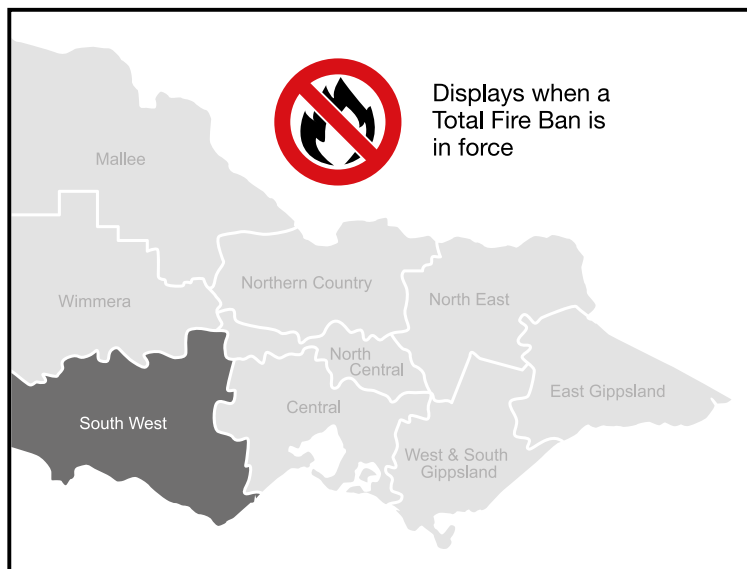 Displays when a
Total Fire Ban is
in force
Mallee
Wimmera
Northern Country
North East
North
Central
East Gippsland
Central
South West
West & South
Gippsland